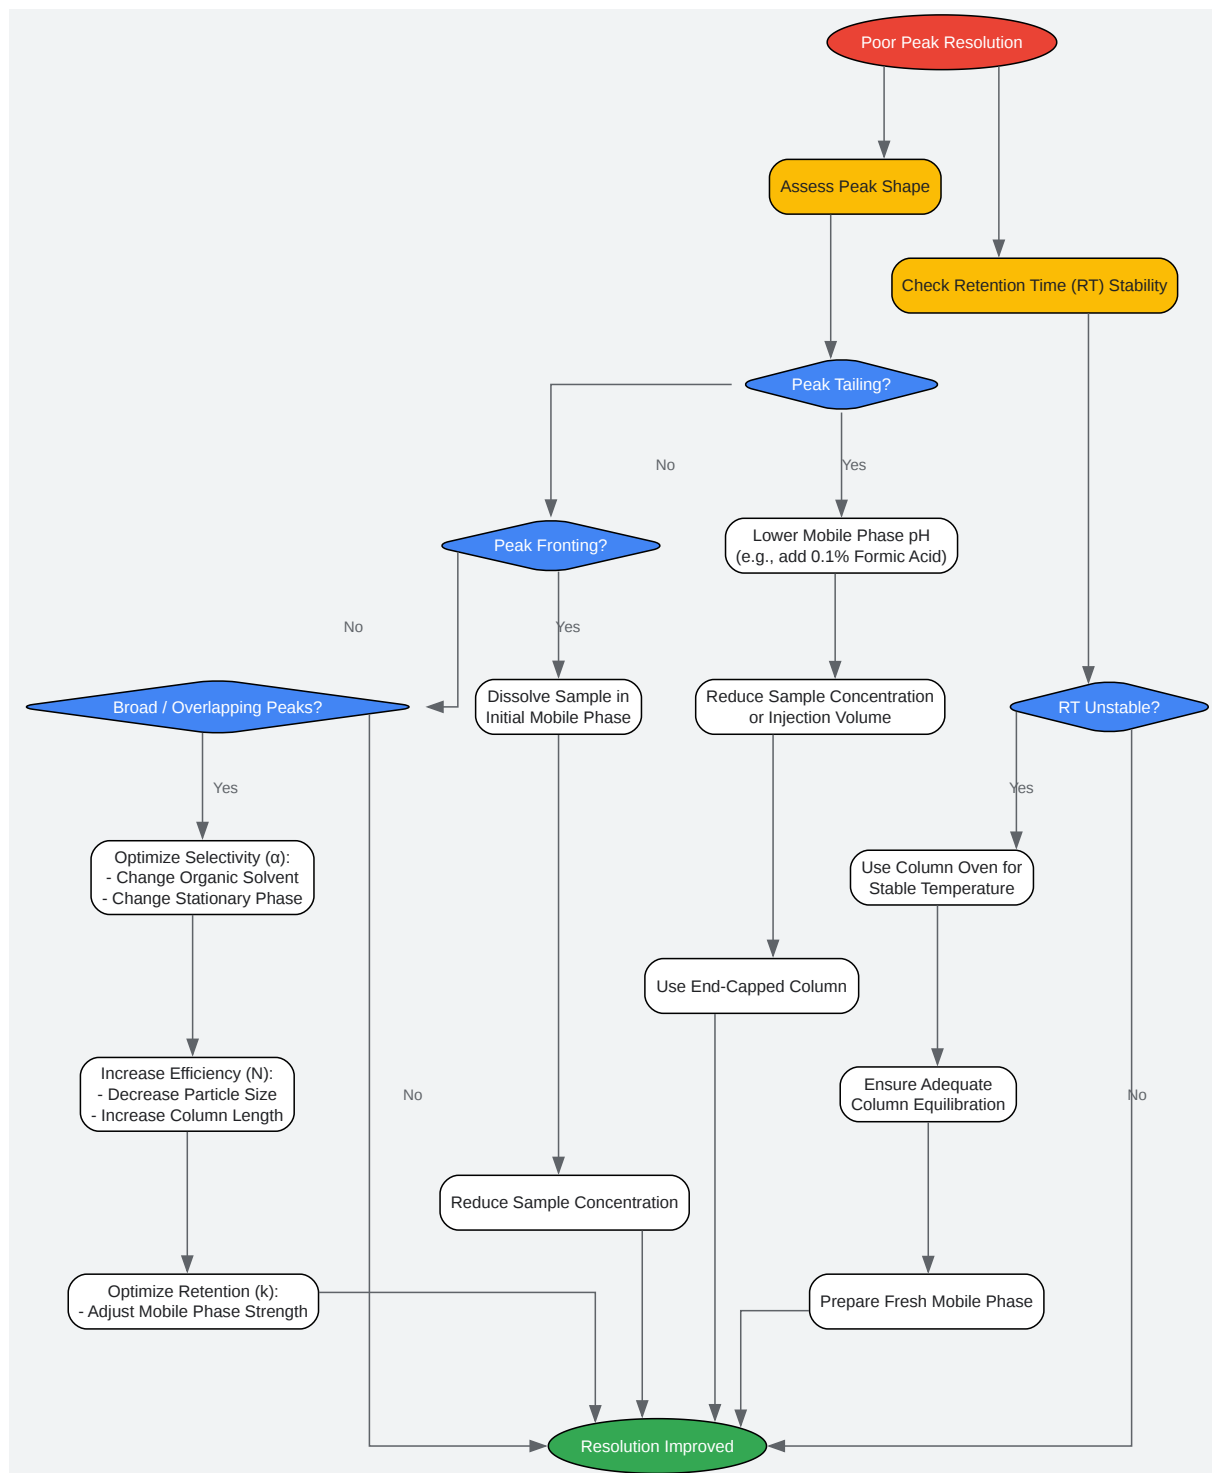 Poor Peak Resolution
Assess Peak Shape
Check Retention Time (RT) Stability
Peak Tailing?
No
Yes
Peak Fronting?
Lower Mobile Phase pH
(e.g., add 0.1% Formic Acid)
No
Yes
Broad / Overlapping Peaks?
Dissolve Sample in
Initial Mobile Phase
Reduce Sample Concentration
or Injection Volume
RT Unstable?
Yes
Yes
Optimize Selectivity (α):
- Change Organic Solvent
- Change Stationary Phase
Use Column Oven for
Stable Temperature
Use End-Capped Column
Increase Efficiency (N):
- Decrease Particle Size
- Increase Column Length
No
Ensure Adequate
Column Equilibration
No
Reduce Sample Concentration
Optimize Retention (k):
- Adjust Mobile Phase Strength
Prepare Fresh Mobile Phase
Resolution Improved